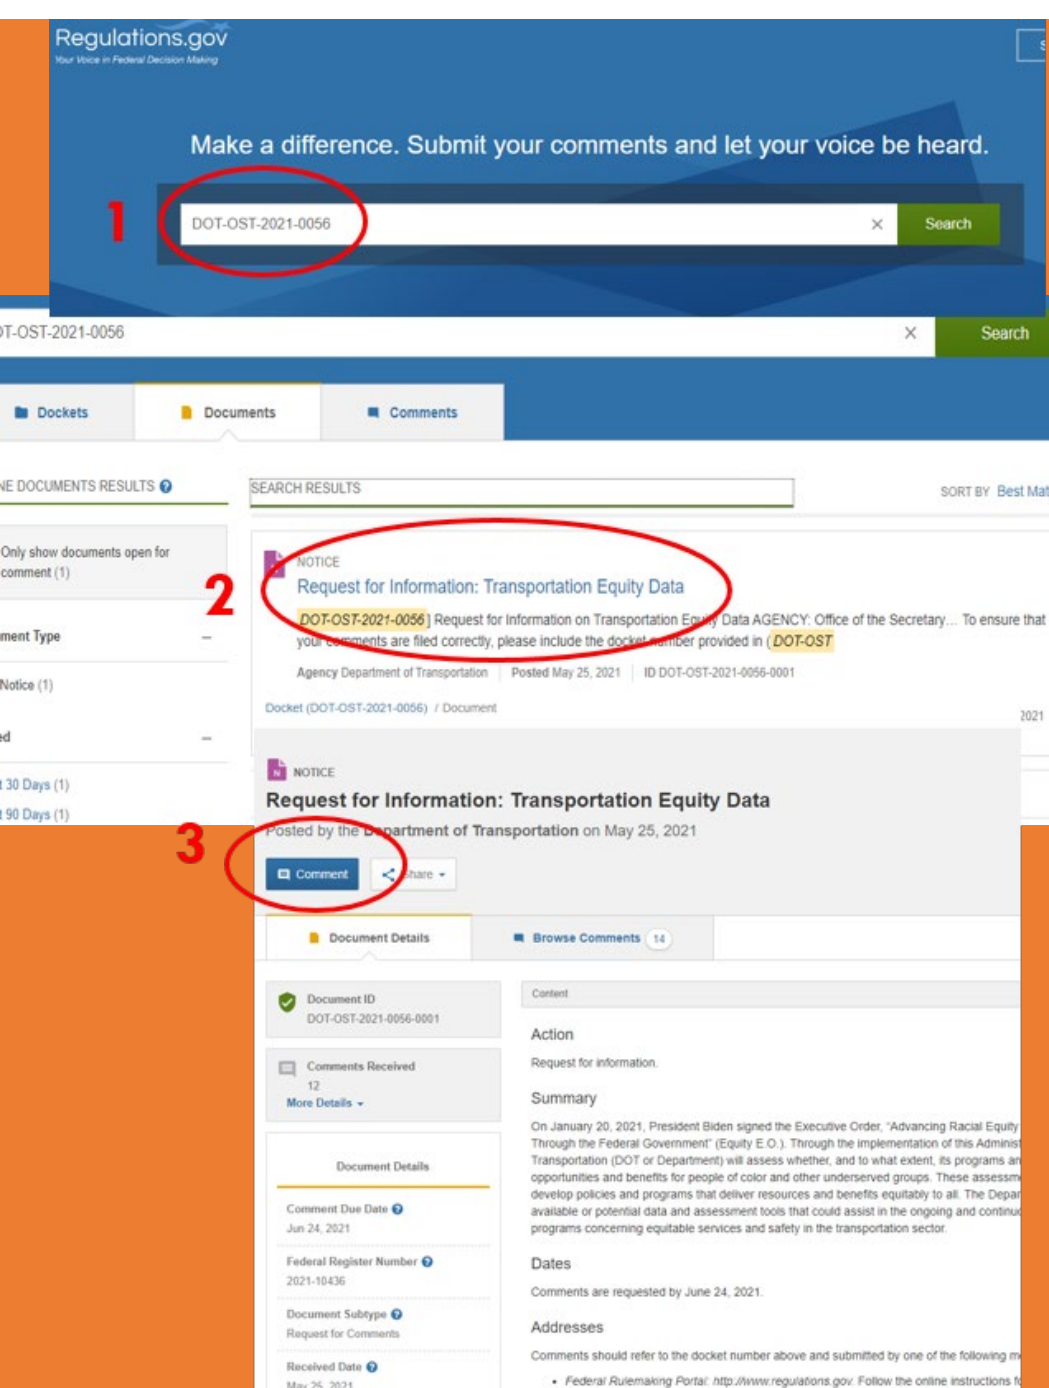 Regulations.gov
Your Voice in Federal Decision Making
S
Make a difference. Submit your comments and let your voice be heard.
1
DOT-OST-2021-0056
× Search
OT-OST-2021-0056
× Search
Dockets Documents Comments
NE DOCUMENTS RESULTS ?
SEARCH RESULTS
SORT BY Best Mat
Only show documents open for
comment (1)
2
NOTICE
Request for Information: Transportation Equity Data
DOT-OST-2021-0056] Request for Information on Transportation Equity Data AGENCY: Office of the Secretary… To ensure that
your comments are filed correctly, please include the docket number provided in ( DOT-OST
Agency Department of Transportation Posted May 25, 2021 ID DOT-OST-2021-0056-0001
ment Type –
Notice (1)
ed –
t 30 Days (1)
t 90 Days (1)
Docket (DOT-OST-2021-0056) / Document
2021
N NOTICE
Request for Information: Transportation Equity Data
Posted by the Department of Transportation on May 25, 2021
3
Comment Share
Document Details Browse Comments 14
Document ID
DOT-OST-2021-0056-0001
Comments Received
12
More Details
Document Details
Comment Due Date ?
Jun 24, 2021
Federal Register Number ?
2021-10436
Document Subtype ?
Request for Comments
Received Date ?
May 25, 2021
Content
Action
Request for information.
Summary
On January 20, 2021, President Biden signed the Executive Order, “Advancing Racial Equity
Through the Federal Government” (Equity E.O.). Through the implementation of this Adminis
Transportation (DOT or Department) will assess whether, and to what extent, its programs an
opportunities and benefits for people of color and other underserved groups. These assessm
develop policies and programs that deliver resources and benefits equitably to all. The Depar
available or potential data and assessment tools that could assist in the ongoing and continuo
programs concerning equitable services and safety in the transportation sector.
Dates
Comments are requested by June 24, 2021.
Addresses
Comments should refer to the docket number above and submitted by one of the following m
• Federal Rulemaking Portal: http://www.regulations.gov. Follow the online instructions fo